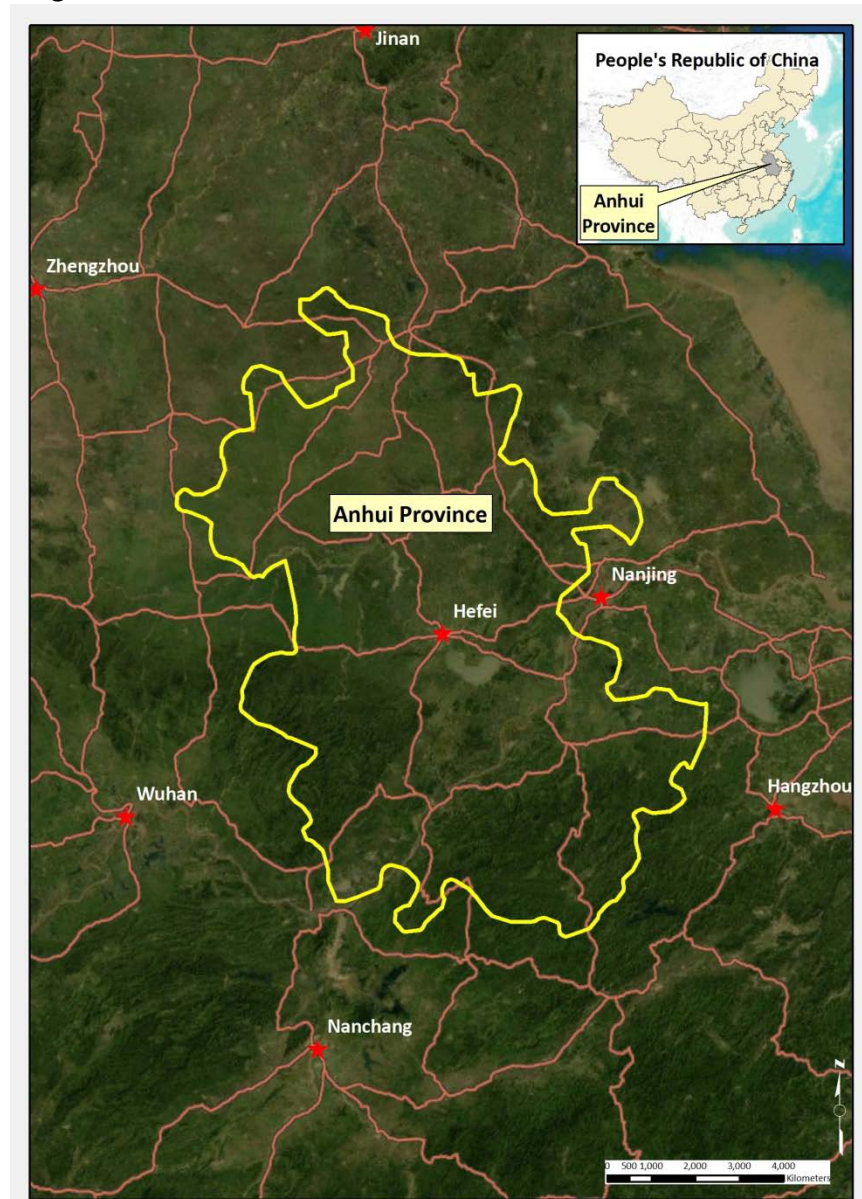 Jinan
People's Republic of China
Anhui
Province
Zhengzhou
Anhui Province
Nanjing
Hefei
Wuhan
Hangzhou
Nanchang
N
0 500 1,000 2,000 3,000 4,000
Kilometers